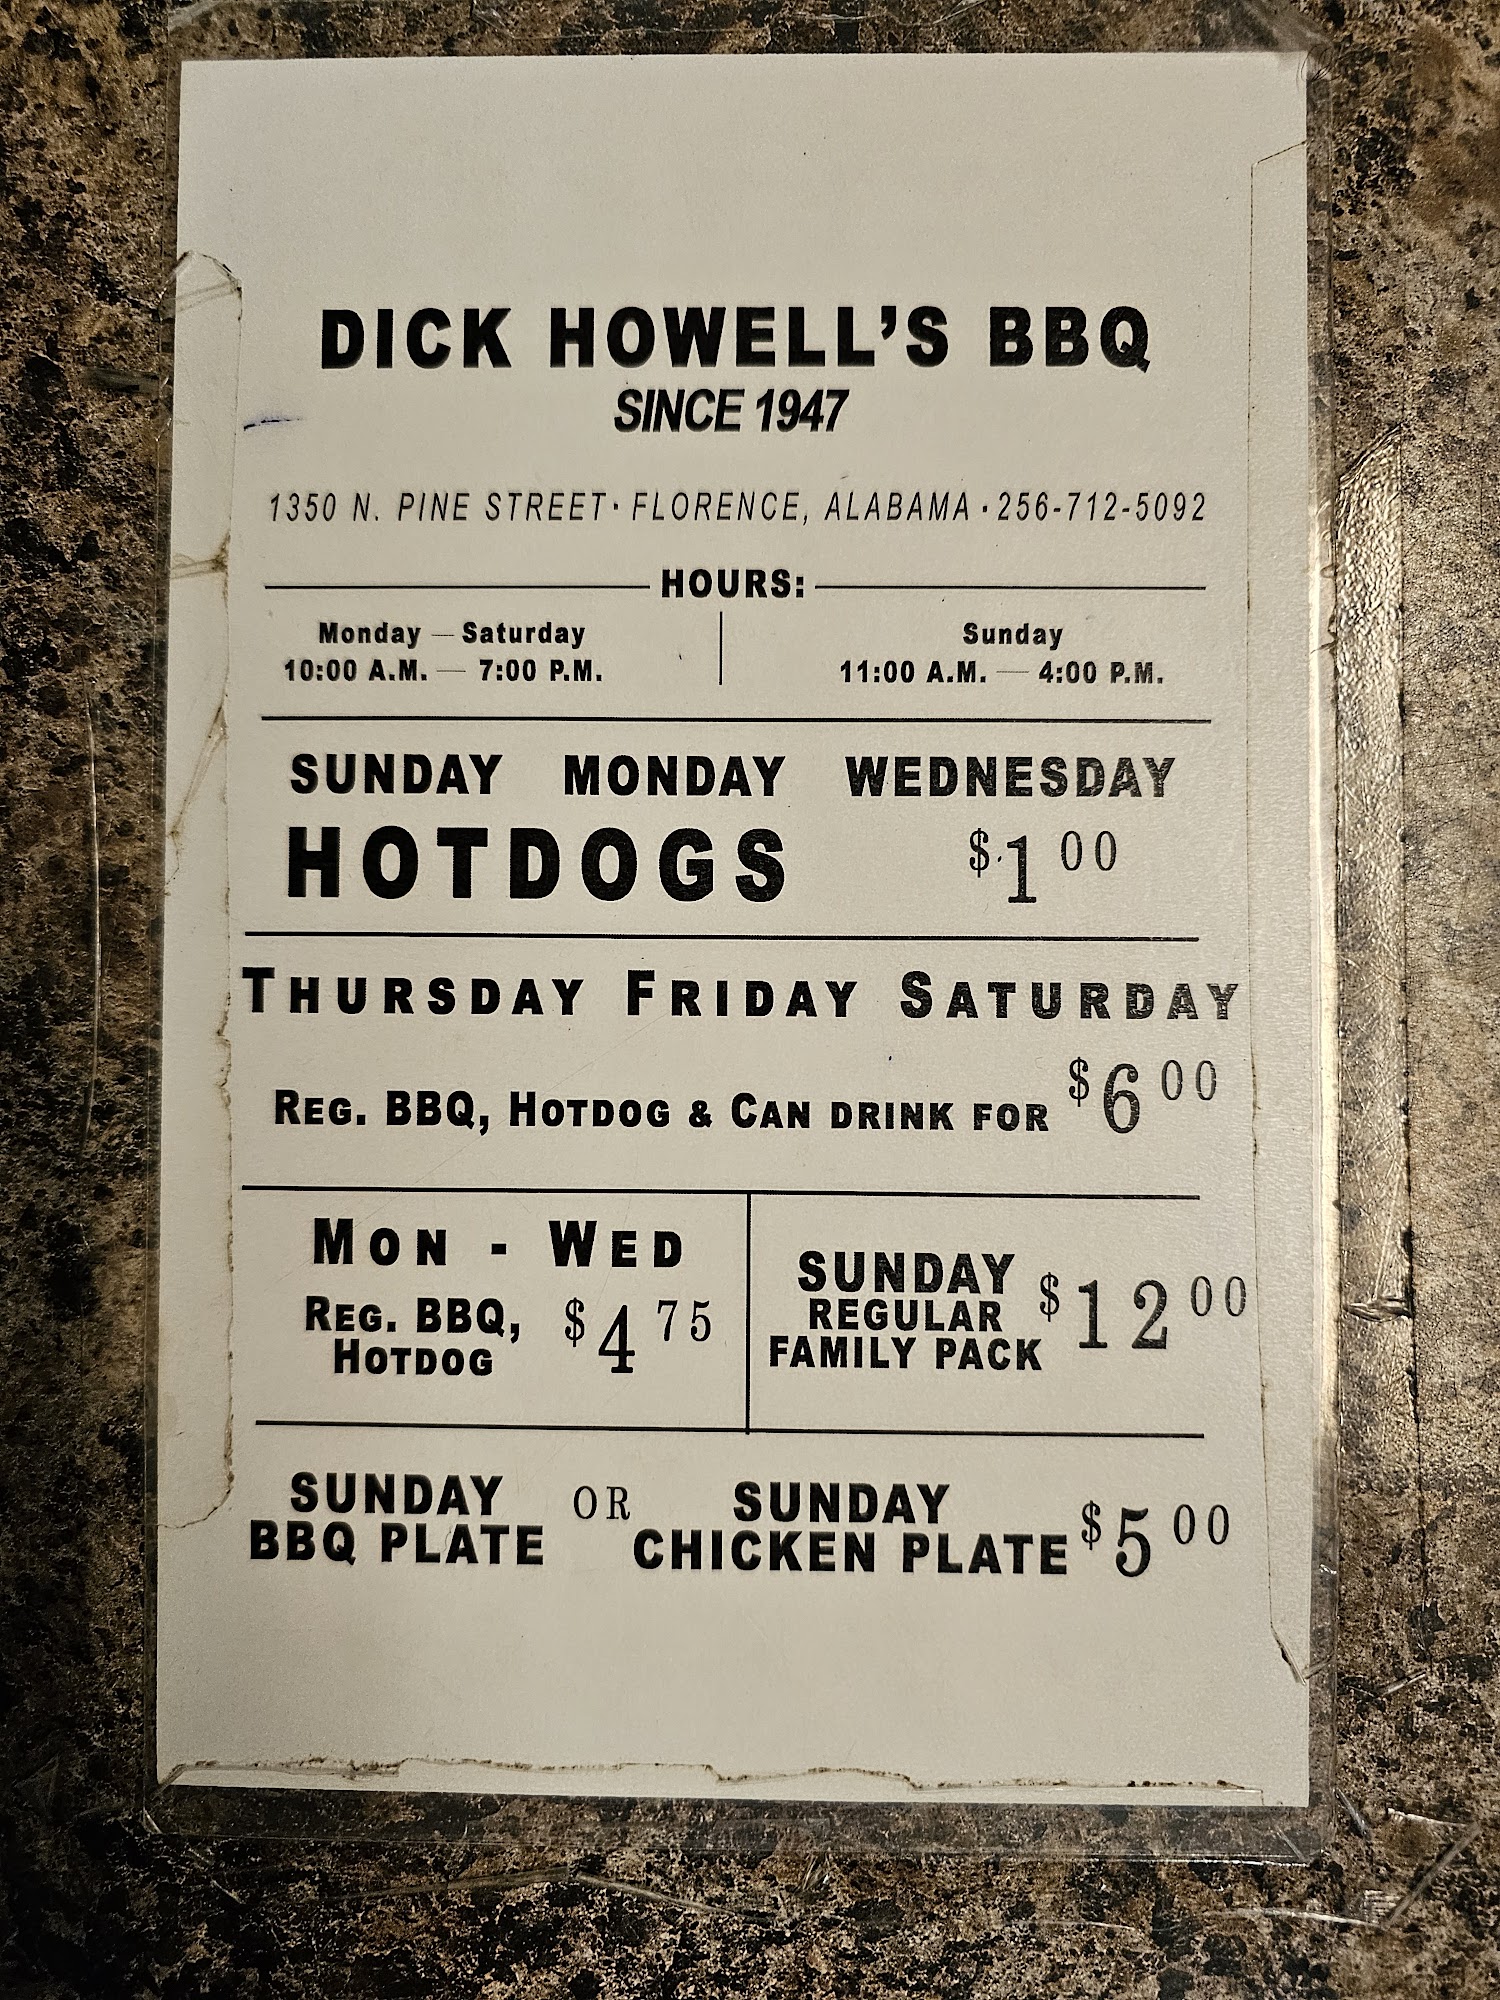 DICK HOWELL'S BBQ
SINCE 1947
1350 N. PINE STREET · FLORENCE, ALABAMA · 256-712-5092
HOURS:
Monday — Saturday
10:00 A.M. — 7:00 P.M.
Sunday
11:00 A.M. — 4:00 P.M.
SUNDAY MONDAY WEDNESDAY
HOTDOGS $1 00
THURSDAY FRIDAY SATURDAY
REG. BBQ, HOTDOG & CAN DRINK FOR $6 00
MON - WED
REG. BBQ, $4 75
HOTDOG
SUNDAY
REGULAR $12 00
FAMILY PACK
SUNDAY
BBQ PLATE
OR
SUNDAY
CHICKEN PLATE $5 00